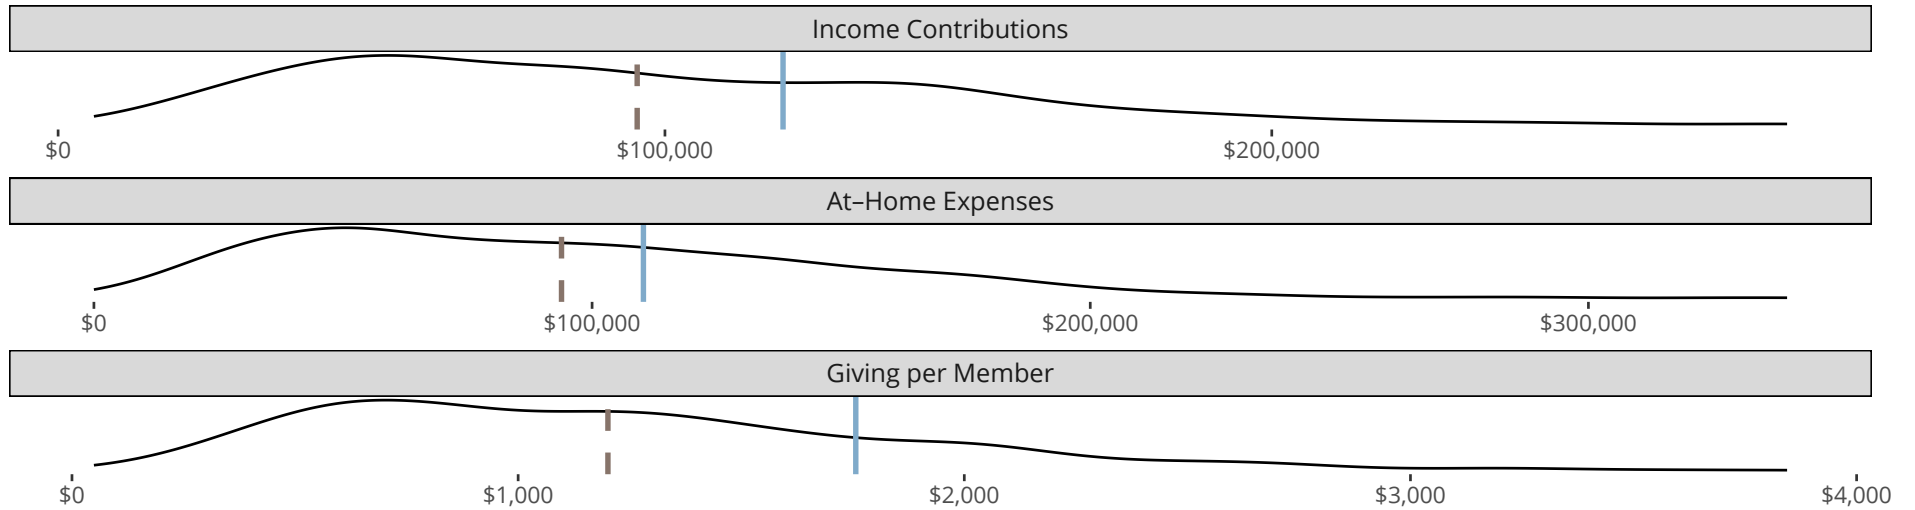 Income Contributions
$0 $100,000 $200,000
At–Home Expenses
$0 $100,000 $200,000 $300,000
Giving per Member
$0 $1,000 $2,000 $3,000 $4,000